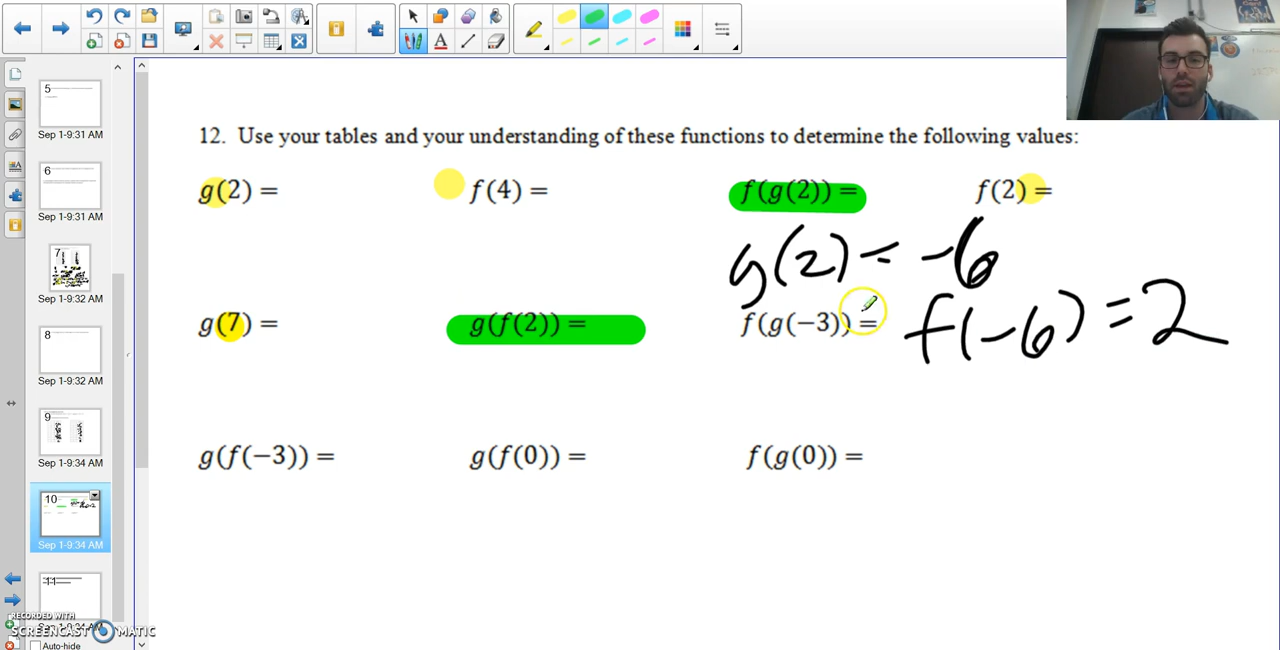 5
Sep 1-9:31 AM
6
Sep 1-9:31 AM
7
Sep 1-9:32 AM
8
Sep 1-9:32 AM
9
Sep 1-9:34 AM
10
Sep 1-9:34 AM
11
RECORDED WITH
SCREENCAST MATIC
Auto-hide
12. Use your tables and your understanding of these functions to determine the following values:
g(2) = f(4) = f(g(2)) = f(2) =
g(2) = -6
g(7) = g(f(2)) = f(g(−3)) = f(-6) = 2
g(f(−3)) = g(f(0)) = f(g(0)) =